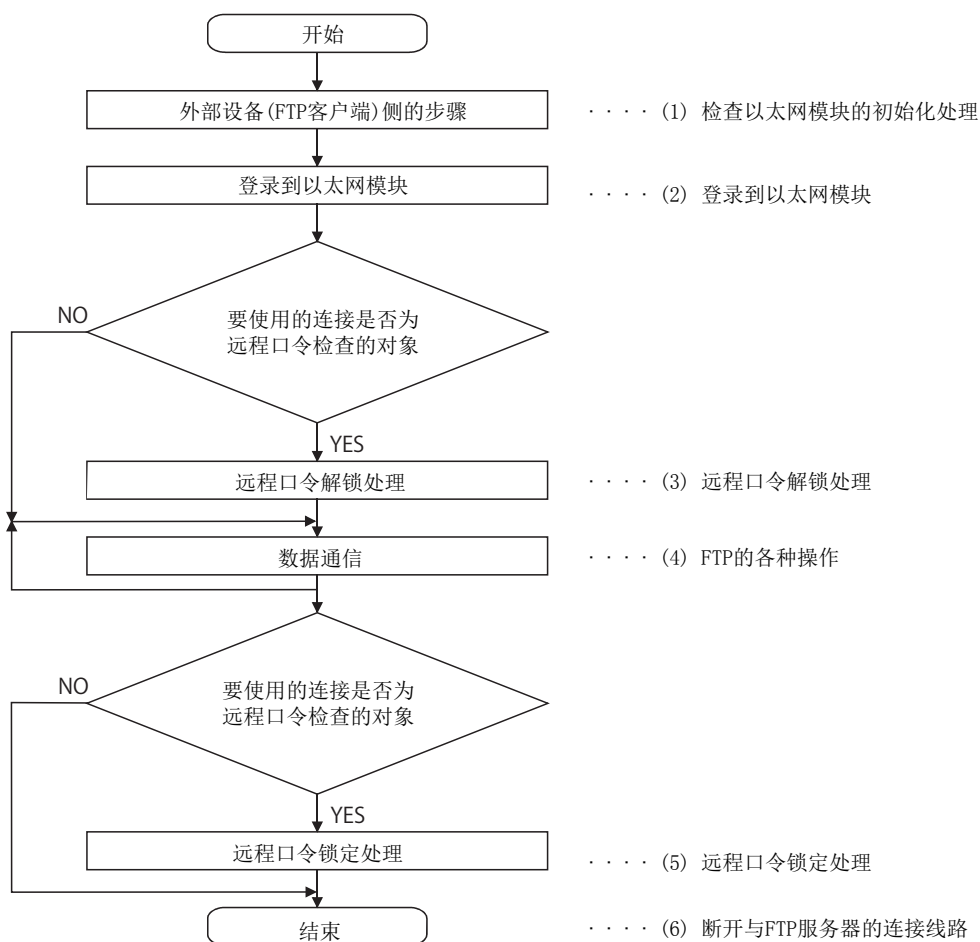 开始
外部设备(FTP客户端)侧的步骤
····(1) 检查以太网模块的初始化处理
登录到以太网模块
····(2) 登录到以太网模块
NO
要使用的连接是否为
远程口令检查的对象
YES
远程口令解锁处理
····(3) 远程口令解锁处理
数据通信
····(4) FTP的各种操作
NO
要使用的连接是否为
远程口令检查的对象
YES
远程口令锁定处理
····(5) 远程口令锁定处理
结束
····(6) 断开与FTP服务器的连接线路